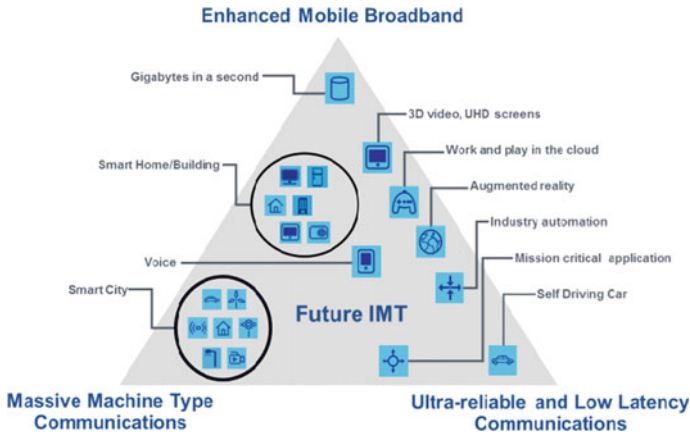 Enhanced Mobile Broadband
Gigabytes in a second
3D video, UHD screens
Smart Home/Building
Work and play in the cloud
Augmented reality
Industry automation
Voice
Mission critical application
Smart City
Self Driving Car
Future IMT
Massive Machine Type
Communications
Ultra-reliable and Low Latency
Communications